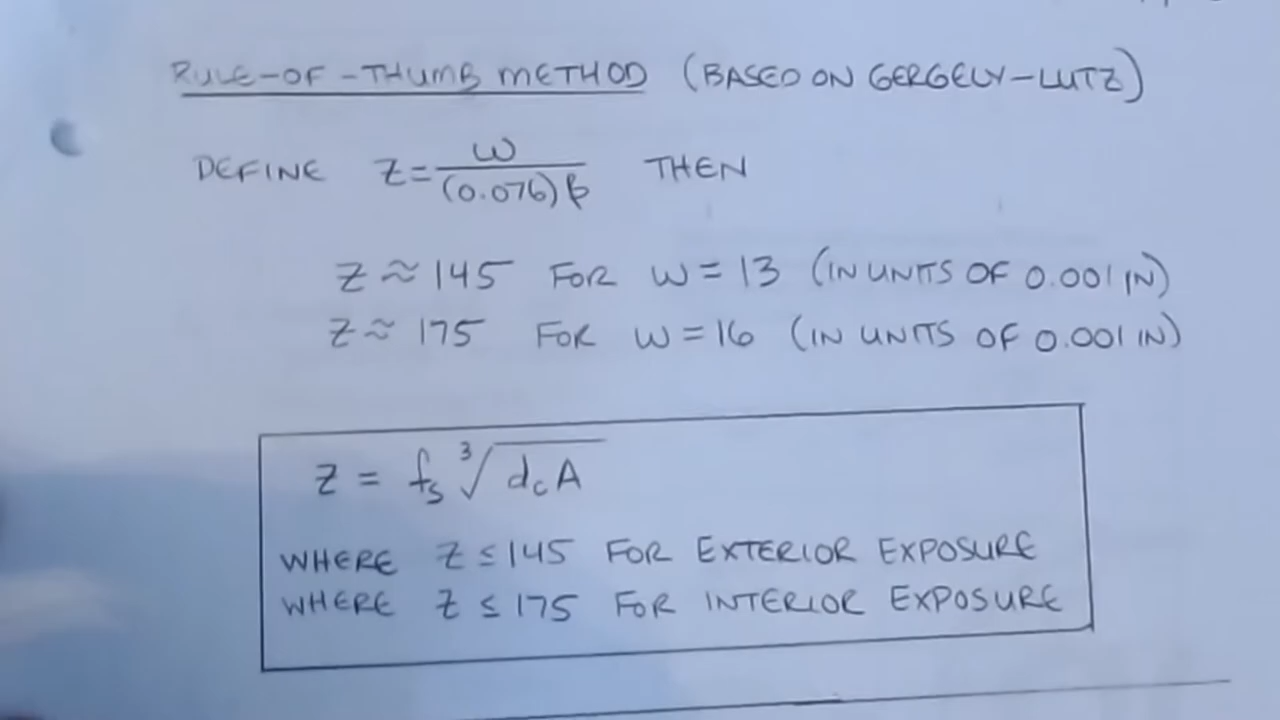 RULE-OF-THUMB METHOD (BASED ON GERGELY-LUTZ)
DEFINE Z = W / (0.076) β THEN
Z ≈ 145 FOR W = 13 (IN UNITS OF 0.001 IN)
Z ≈ 175 FOR W = 16 (IN UNITS OF 0.001 IN)
Z = fs ∛(dcA)
WHERE Z ≤ 145 FOR EXTERIOR EXPOSURE
WHERE Z ≤ 175 FOR INTERIOR EXPOSURE